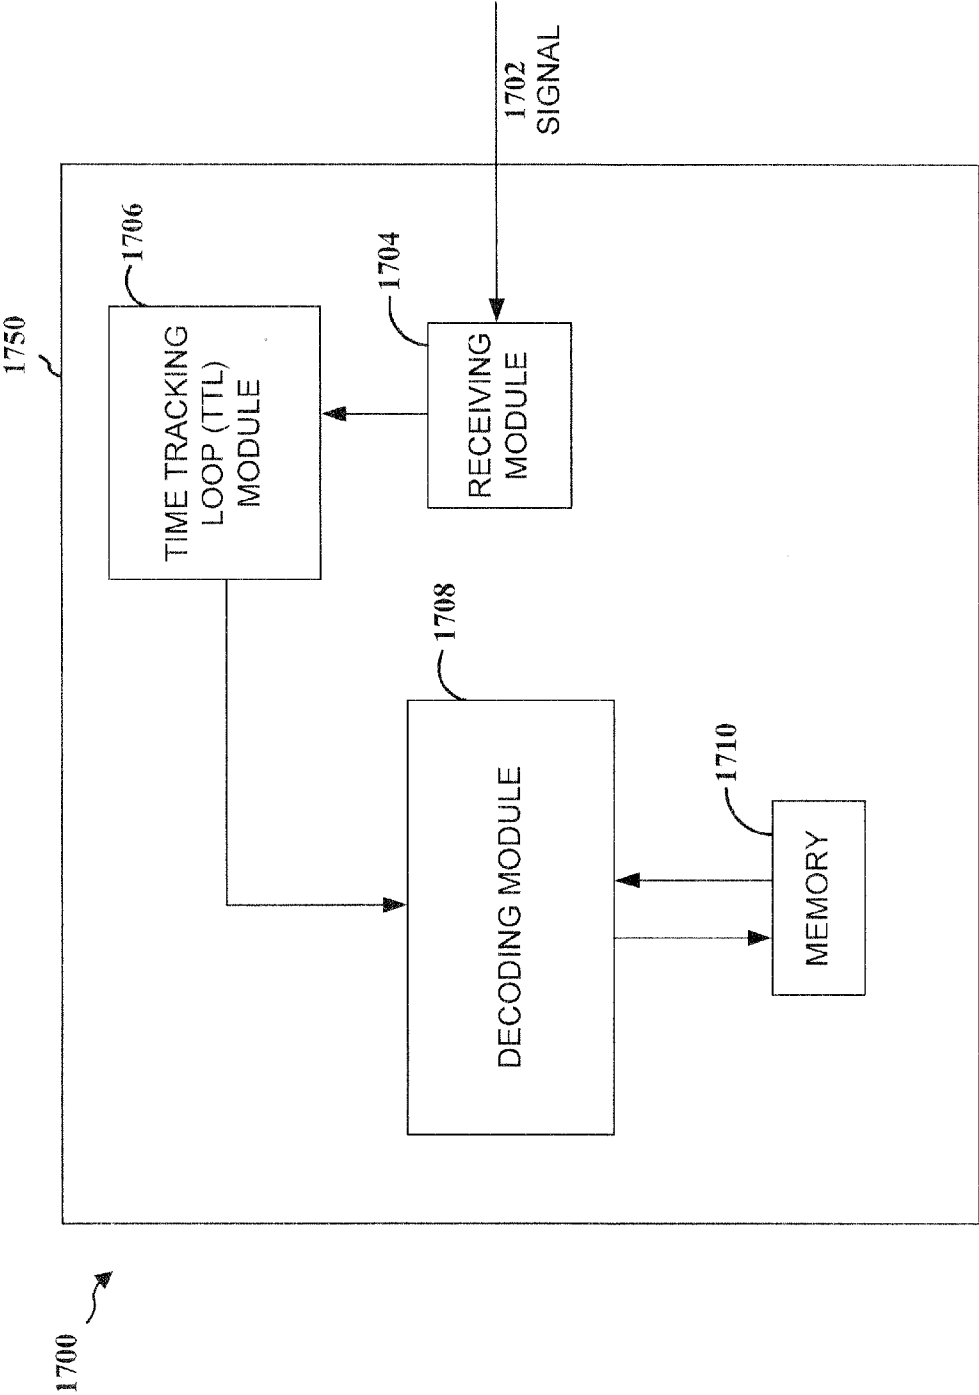 1700
1750
TIME TRACKING
LOOP (TTL)
MODULE
1706
DECODING MODULE
1708
RECEIVING
MODULE
1704
1702
SIGNAL
MEMORY
1710